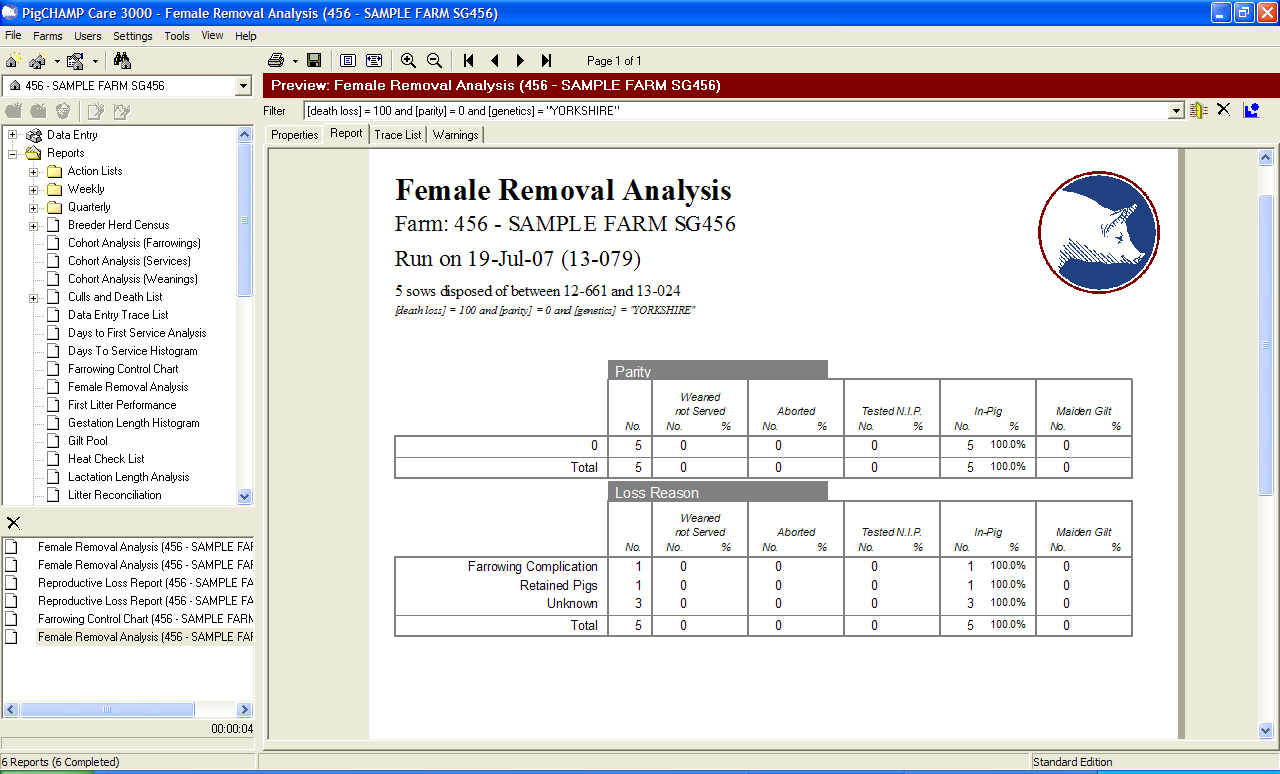 PigCHAMP Care 3000 - Female Removal Analysis (456 - SAMPLE FARM SG456)
File Farms Users Settings Tools View Help
Page 1 of 1
456 - SAMPLE FARM SG456
Preview: Female Removal Analysis (456 - SAMPLE FARM SG456)
Filter [death loss] = 100 and [parity] = 0 and [genetics] = "YORKSHIRE"
Properties Report Trace List Warnings
Data Entry
Reports
Action Lists
Weekly
Quarterly
Breeder Herd Census
Cohort Analysis (Farrowings)
Cohort Analysis (Services)
Cohort Analysis (Weanings)
Culls and Death List
Data Entry Trace List
Days to First Service Analysis
Days To Service Histogram
Farrowing Control Chart
Female Removal Analysis
First Litter Performance
Gestation Length Histogram
Gilt Pool
Heat Check List
Lactation Length Analysis
Litter Reconciliation
Female Removal Analysis (456 - SAMPLE FAR
Female Removal Analysis (456 - SAMPLE FAR
Reproductive Loss Report (456 - SAMPLE FA
Reproductive Loss Report (456 - SAMPLE FA
Farrowing Control Chart (456 - SAMPLE FARM
Female Removal Analysis (456 - SAMPLE FAR
00:00:04
6 Reports (6 Completed)
Female Removal Analysis
Farm: 456 - SAMPLE FARM SG456
Run on 19-Jul-07 (13-079)
5 sows disposed of between 12-661 and 13-024
[death loss] = 100 and [parity] = 0 and [genetics] = "YORKSHIRE"
Parity
Weaned
not Served Aborted Tested N.I.P. In-Pig Maiden Gilt
No. No. % No. % No. % No. % No. %
0 5 0 0 0 5 100.0% 0
Total 5 0 0 0 5 100.0% 0
Loss Reason
Weaned
not Served Aborted Tested N.I.P. In-Pig Maiden Gilt
No. No. % No. % No. % No. % No. %
Farrowing Complication 1 0 0 0 1 100.0% 0
Retained Pigs 1 0 0 0 1 100.0% 0
Unknown 3 0 0 0 3 100.0% 0
Total 5 0 0 0 5 100.0% 0
Standard Edition